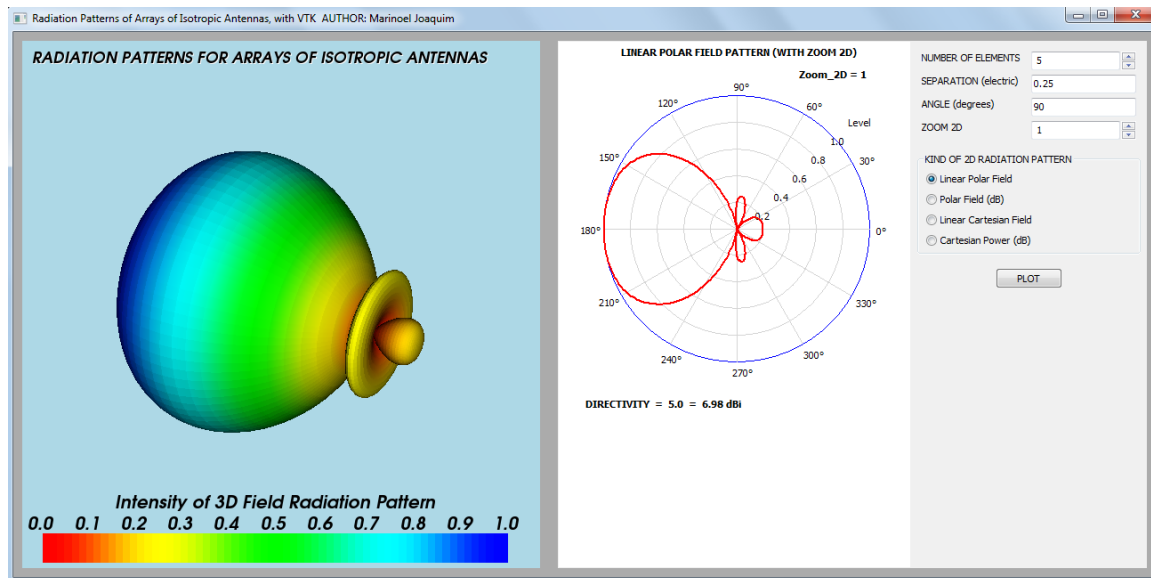 Radiation Patterns of Arrays of Isotropic Antennas, with VTK  AUTHOR: Marinoel Joaquim
RADIATION PATTERNS FOR ARRAYS OF ISOTROPIC ANTENNAS
Intensity of 3D Field Radiation Pattern
0.0 0.1 0.2 0.3 0.4 0.5 0.6 0.7 0.8 0.9 1.0
LINEAR POLAR FIELD PATTERN (WITH ZOOM 2D)
Zoom_2D = 1
90°
120° 60°
Level
1.0
150° 0.8 30°
0.6
0.4
0.2
180° 0°
210° 330°
240° 300°
270°
DIRECTIVITY = 5.0 = 6.98 dBi
NUMBER OF ELEMENTS 5
SEPARATION (electric) 0.25
ANGLE (degrees) 90
ZOOM 2D 1
KIND OF 2D RADIATION PATTERN
Linear Polar Field
Polar Field (dB)
Linear Cartesian Field
Cartesian Power (dB)
PLOT